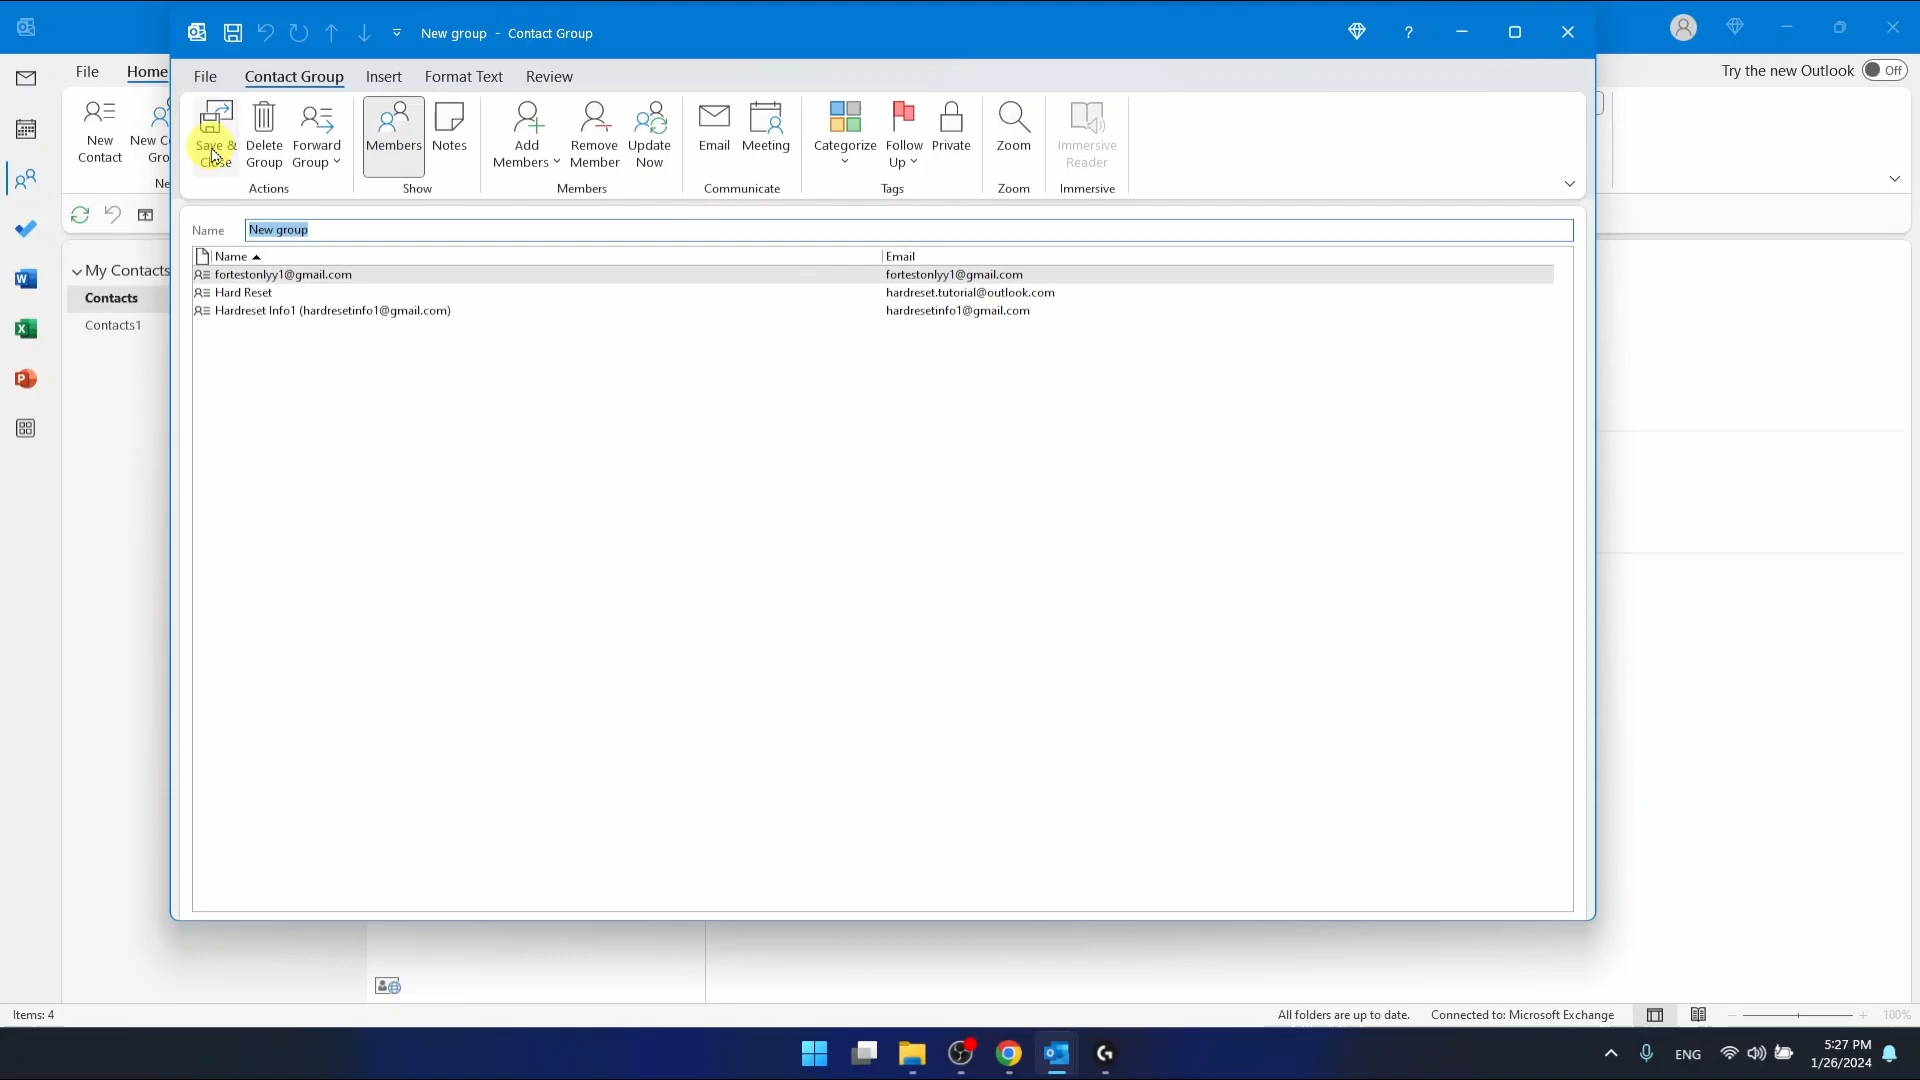 New group - Contact Group
?
File Home
Try the new Outlook Off
File Contact Group Insert Format Text Review
New Contact
New Co
Gro
Ne
Save & Close
Delete Group
Forward Group
Actions
Members
Notes
Show
Add Members
Remove Member
Update Now
Members
Email
Meeting
Communicate
Categorize
Follow Up
Private
Tags
Zoom
Zoom
Immersive Reader
Immersive
Name New group
Name Email
fortestonlyy1@gmail.com fortestonlyy1@gmail.com
Hard Reset hardreset.tutorial@outlook.com
Hardreset Info1 (hardresetinfo1@gmail.com) hardresetinfo1@gmail.com
My Contacts
Contacts
Contacts1
Items: 4
All folders are up to date. Connected to: Microsoft Exchange
100%
ENG
5:27 PM
1/26/2024